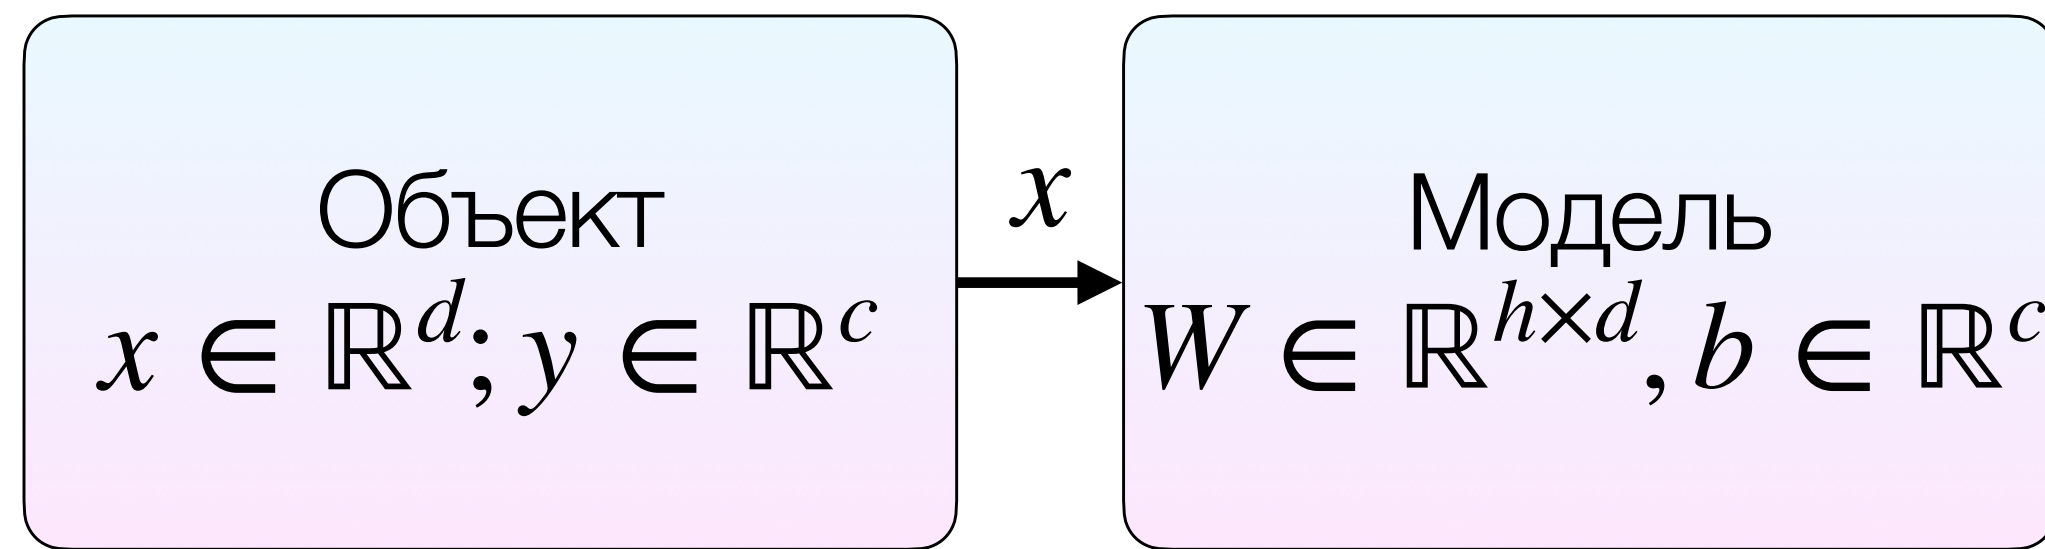 Объект
x ∈ ℝ^d; y ∈ ℝ^c
x
Модель
W ∈ ℝ^{h×d}, b ∈ ℝ^c